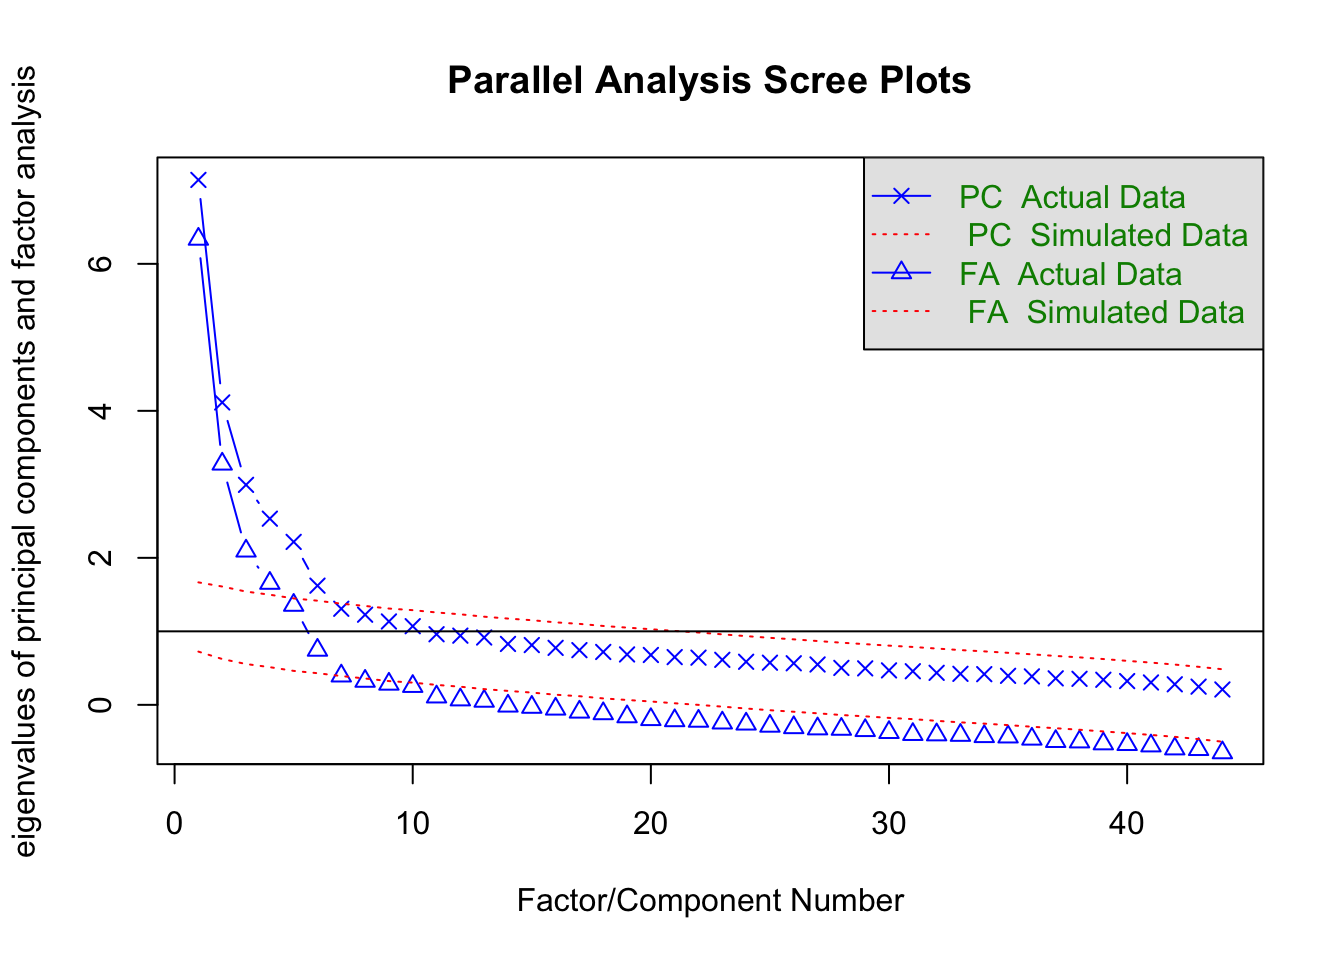 Parallel Analysis Scree Plots
eigenvalues of principal components and factor analysis
PC Actual Data
PC Simulated Data
FA Actual Data
FA Simulated Data
6
4
2
0
0 10 20 30 40
Factor/Component Number